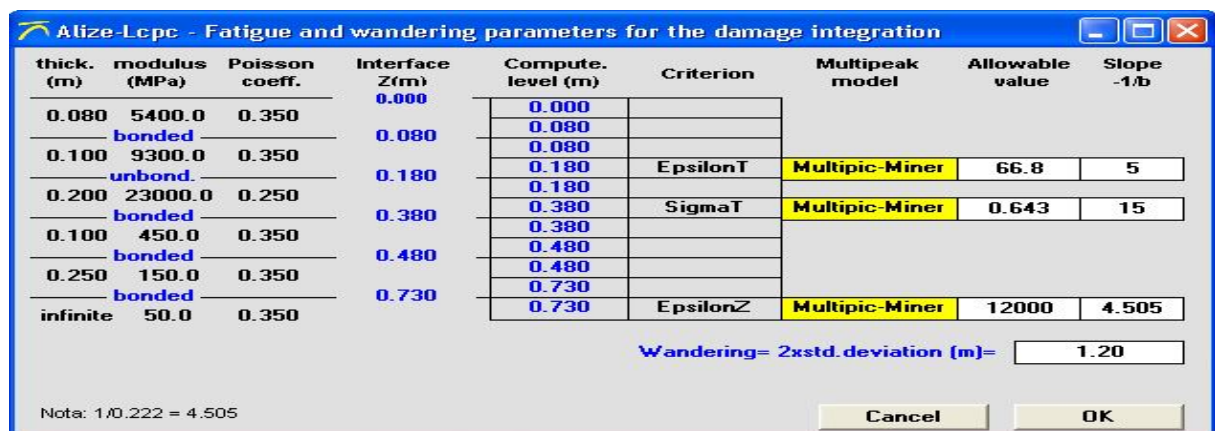 Alize-Lcpc - Fatigue and wandering parameters for the damage integration
thick. modulus Poisson Interface Compute. Criterion Multipeak Allowable Slope
(m) (MPa) coeff. Z(m) level (m) model value -1/b
0.000 0.000
0.080 5400.0 0.350
bonded 0.080 0.080
0.080
0.100 9300.0 0.350
unbond. 0.180 0.180 EpsilonT Multipic-Miner 66.8 5
0.180
0.200 23000.0 0.250
bonded 0.380 0.380 SigmaT Multipic-Miner 0.643 15
0.380
0.100 450.0 0.350
bonded 0.480 0.480
0.480
0.250 150.0 0.350
bonded 0.730 0.730
infinite 50.0 0.350 0.730 EpsilonZ Multipic-Miner 12000 4.505
Wandering= 2xstd.deviation (m)= 1.20
Nota: 1/0.222 = 4.505 Cancel OK